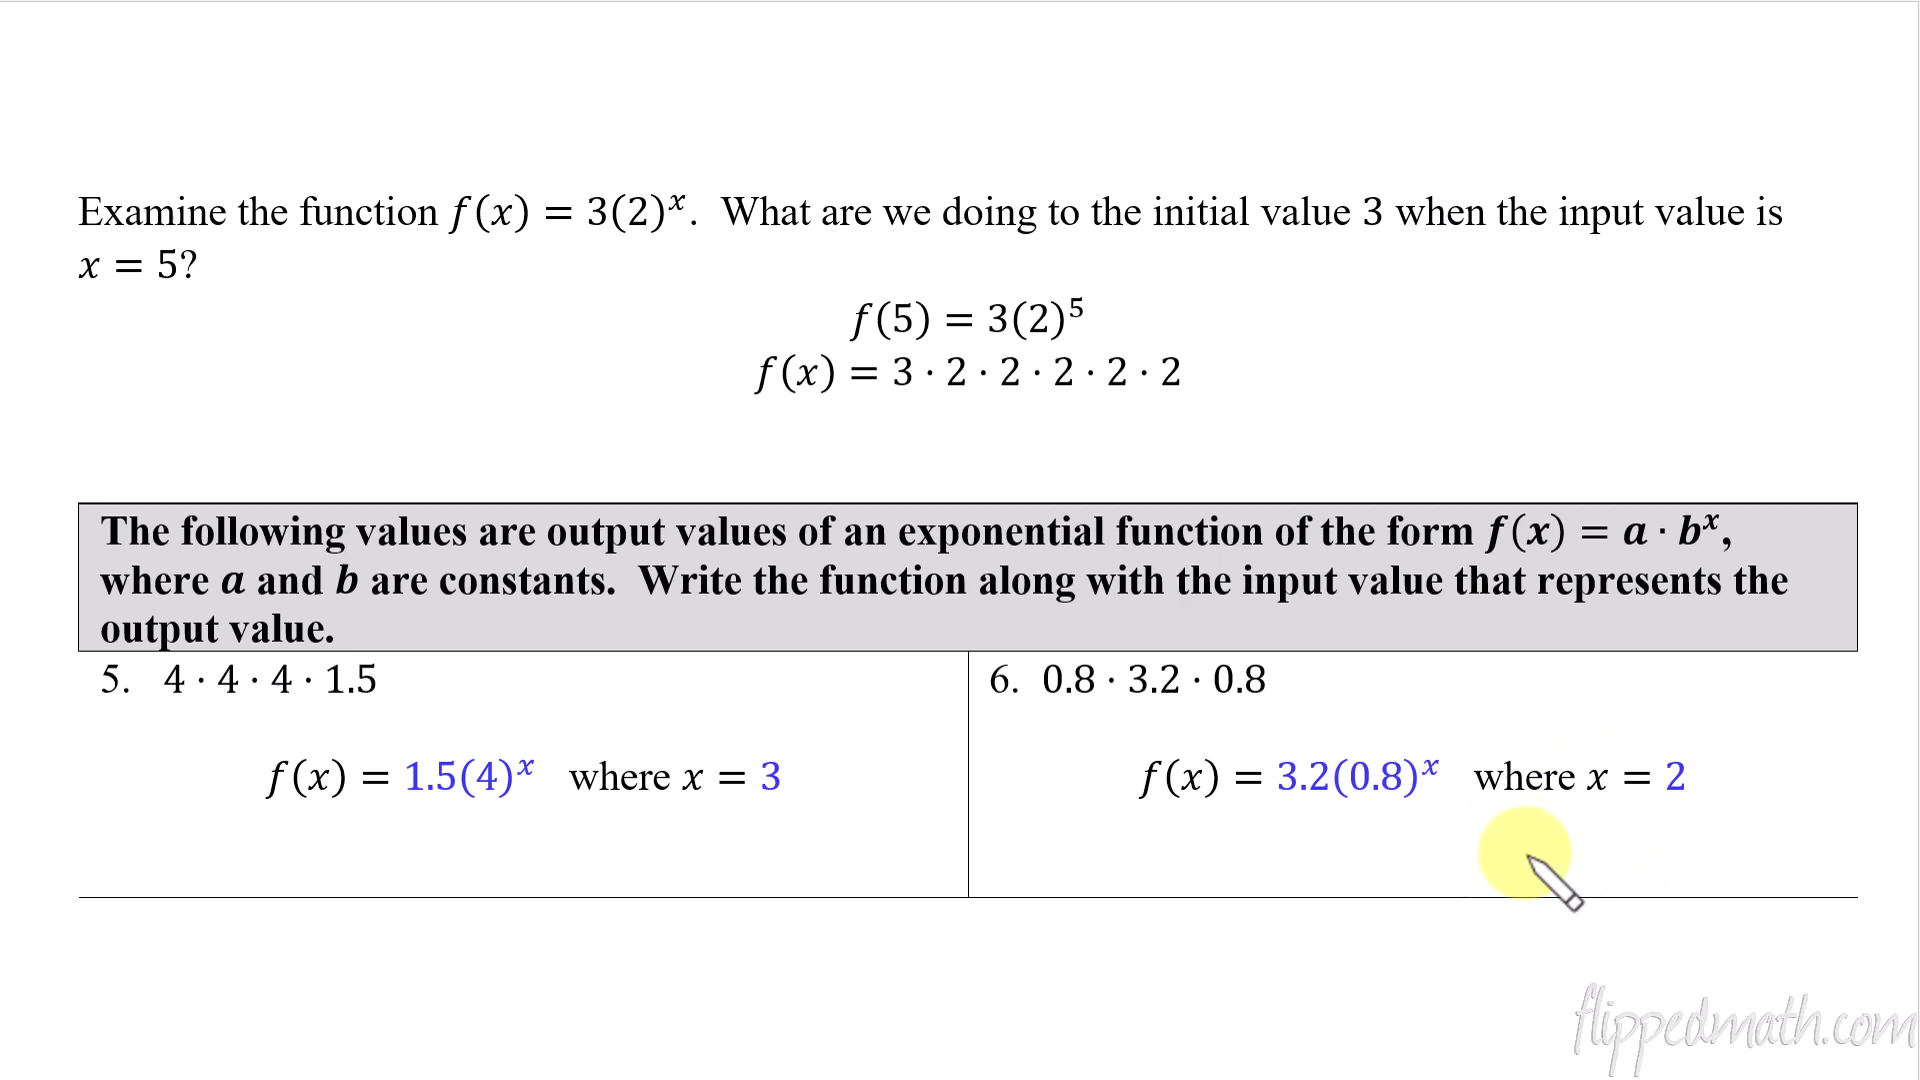 Examine the function f(x) = 3(2)^x. What are we doing to the initial value 3 when the input value is
x = 5?
f(5) = 3(2)^5
f(x) = 3 · 2 · 2 · 2 · 2 · 2
The following values are output values of an exponential function of the form f(x) = a · b^x,
where a and b are constants. Write the function along with the input value that represents the
output value.
5. 4 · 4 · 4 · 1.5
f(x) = 1.5(4)^x where x = 3
6. 0.8 · 3.2 · 0.8
f(x) = 3.2(0.8)^x where x = 2
flippedmath.com